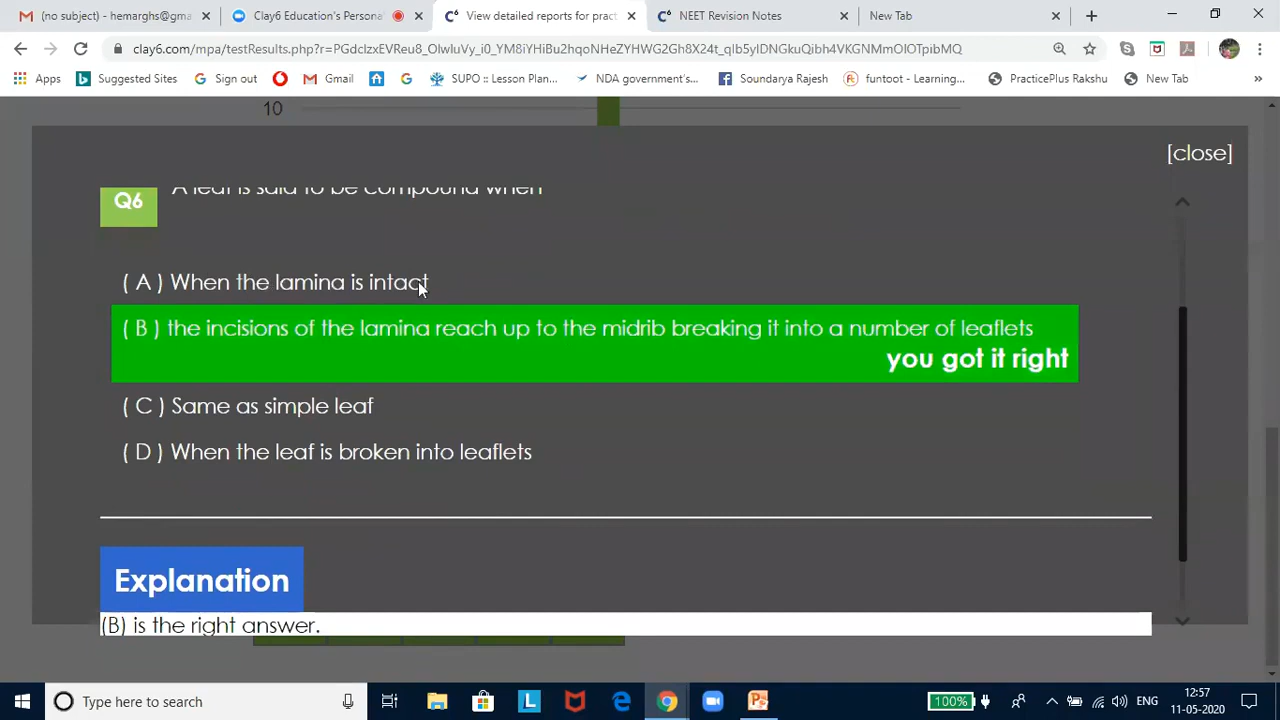 (no subject) - hemarghs@gma
Clay6 Education's Persona
View detailed reports for pract
NEET Revision Notes
New Tab
clay6.com/mpa/testResults.php?r=PGdclzxEVReu8_OlwIuVy_i0_YM8iYHiBu2hqoNHeZYHWG2Gh8X24t_qlb5ylDNGkuQibh4VKGNMmOlOTpibMQ
Apps
Suggested Sites
Sign out
Gmail
SUPO :: Lesson Plan...
NDA government's...
Soundarya Rajesh
funtoot - Learning...
PracticePlus Rakshu
New Tab
10
[close]
Q6
A leaf is said to be compound when
( A ) When the lamina is intact
( B ) the incisions of the lamina reach up to the midrib breaking it into a number of leaflets
you got it right
( C ) Same as simple leaf
( D ) When the leaf is broken into leaflets
Explanation
(B) is the right answer.
Type here to search
100%
ENG
12:57
11-05-2020